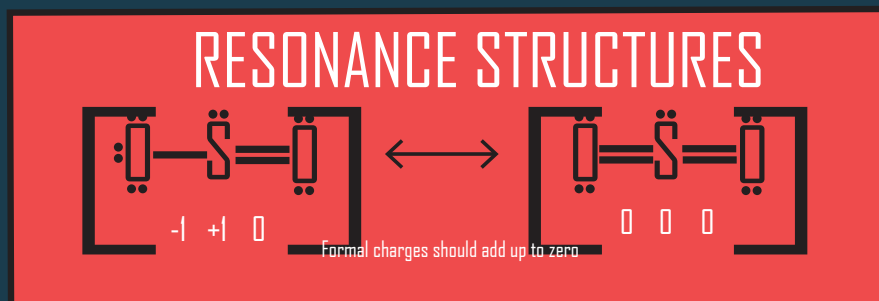 RESONANCE STRUCTURES
O S O O S O
-1 +1 0 0 0 0
Formal charges should add up to zero